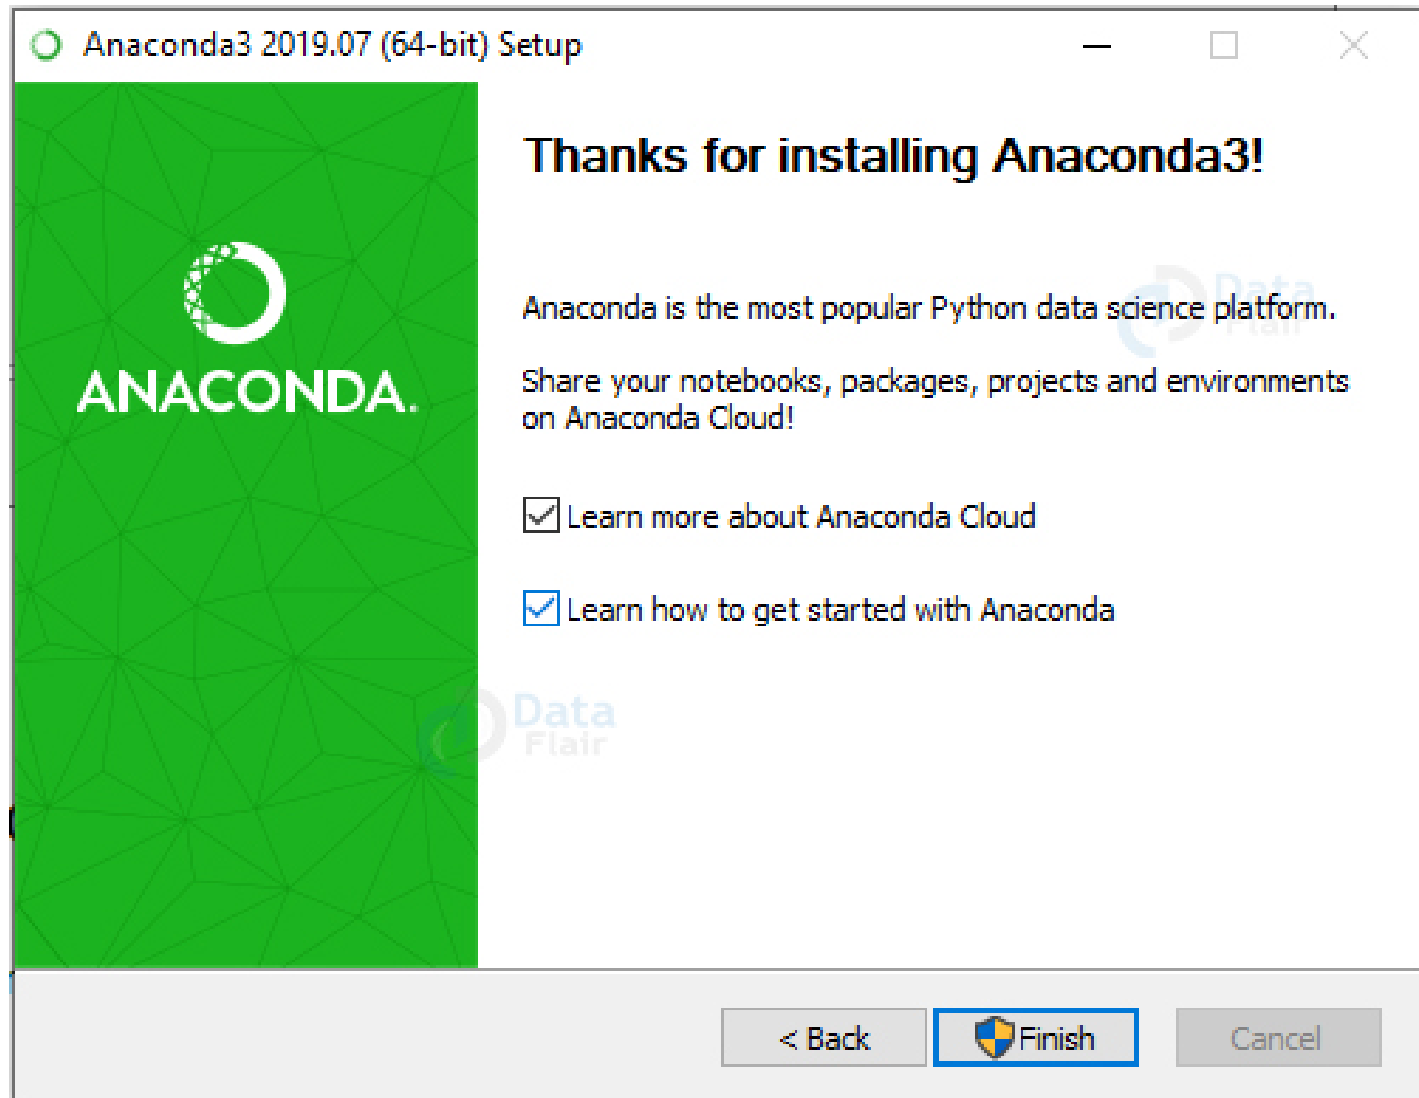 Anaconda3 2019.07 (64-bit) Setup
Thanks for installing Anaconda3!
ANACONDA.
Anaconda is the most popular Python data science platform.
Share your notebooks, packages, projects and environments
on Anaconda Cloud!
Learn more about Anaconda Cloud
Learn how to get started with Anaconda
Data
Flair
Data
Flair
< Back
Finish
Cancel